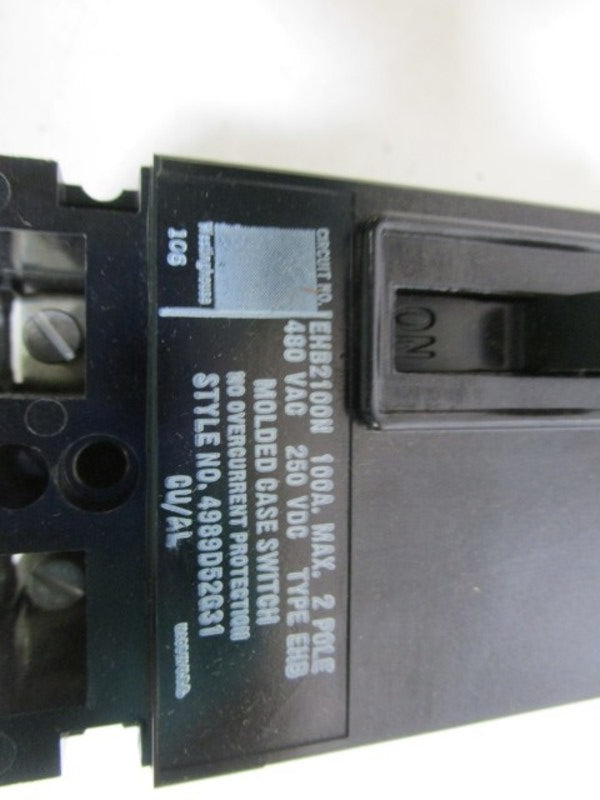 CIRCUIT NO.
EHB2100N 100A. MAX. 2 POLE
480 VAC 250 VDC TYPE EHB
MOLDED CASE SWITCH
NO OVERCURRENT PROTECTION
STYLE NO. 4989D52G31
CU/AL
Westinghouse
106
ON